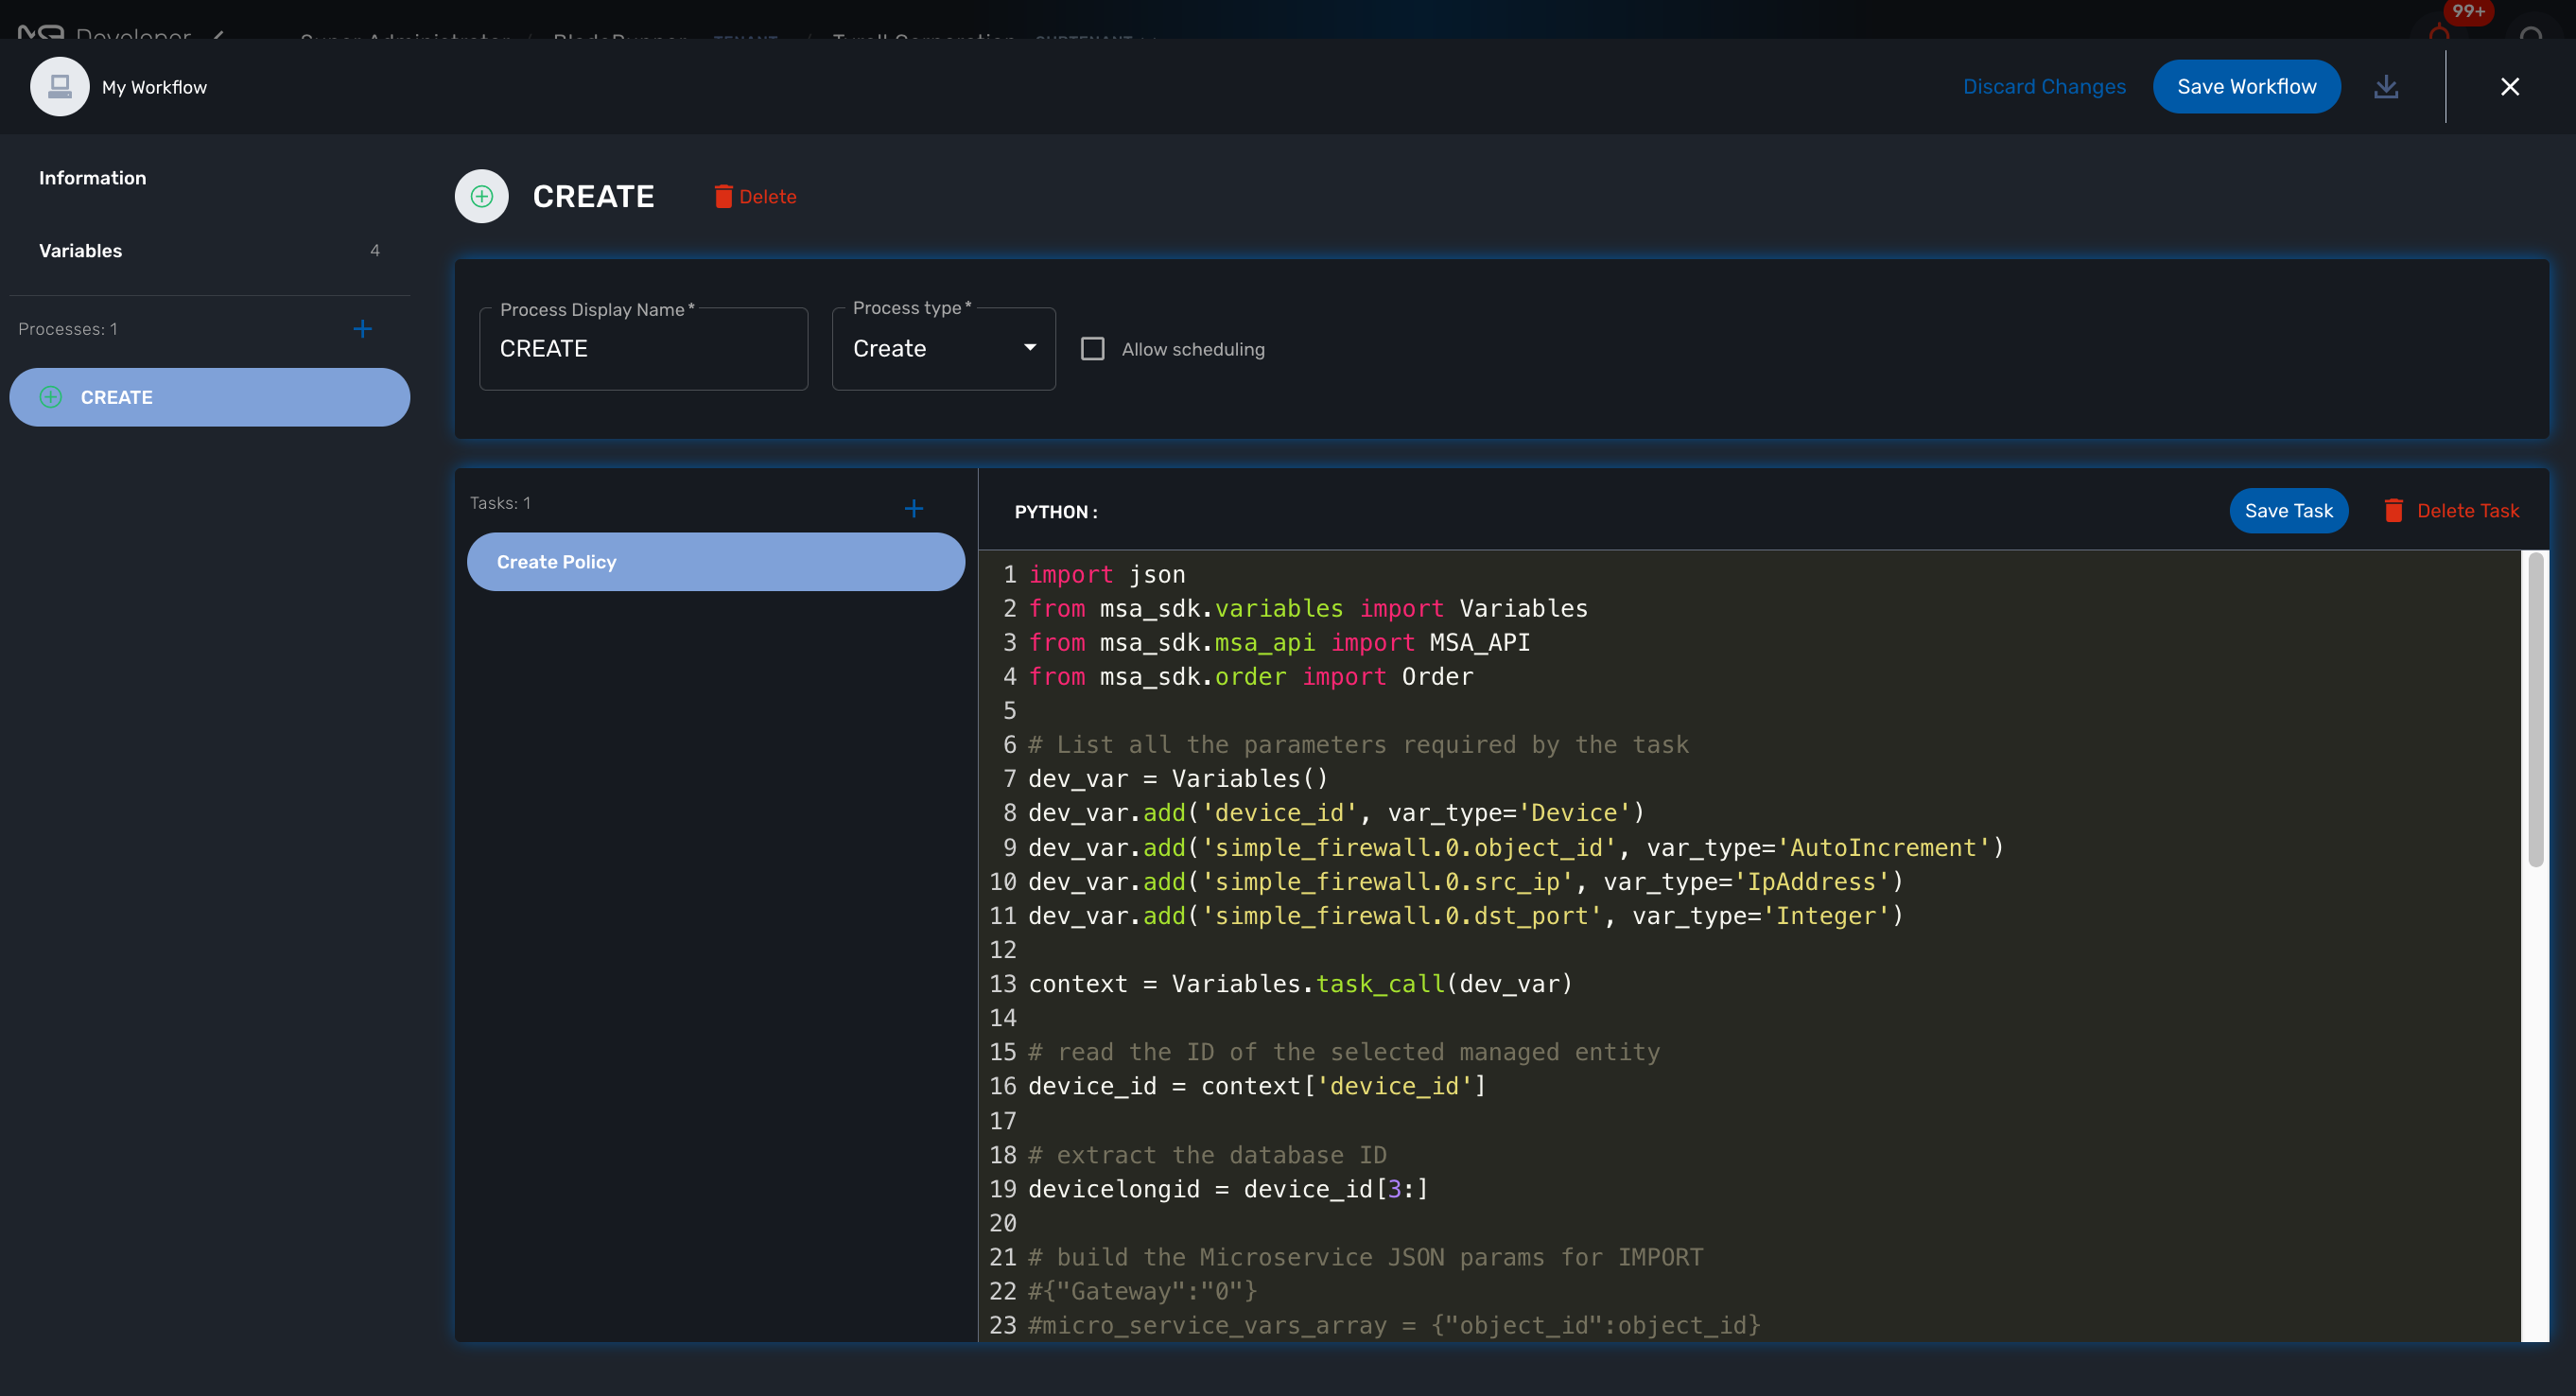 99+
My Workflow
Discard Changes
Save Workflow
Information
Variables 4
Processes: 1
CREATE
CREATE
Delete
Process Display Name*
CREATE
Process type*
Create
Allow scheduling
Tasks: 1
Create Policy
PYTHON :
Save Task
Delete Task
1 import json
2 from msa_sdk.variables import Variables
3 from msa_sdk.msa_api import MSA_API
4 from msa_sdk.order import Order
5
6 # List all the parameters required by the task
7 dev_var = Variables()
8 dev_var.add('device_id', var_type='Device')
9 dev_var.add('simple_firewall.0.object_id', var_type='AutoIncrement')
10 dev_var.add('simple_firewall.0.src_ip', var_type='IpAddress')
11 dev_var.add('simple_firewall.0.dst_port', var_type='Integer')
12
13 context = Variables.task_call(dev_var)
14
15 # read the ID of the selected managed entity
16 device_id = context['device_id']
17
18 # extract the database ID
19 devicelongid = device_id[3:]
20
21 # build the Microservice JSON params for IMPORT
22 #{"Gateway":"0"}
23 #micro_service_vars_array = {"object_id":object_id}